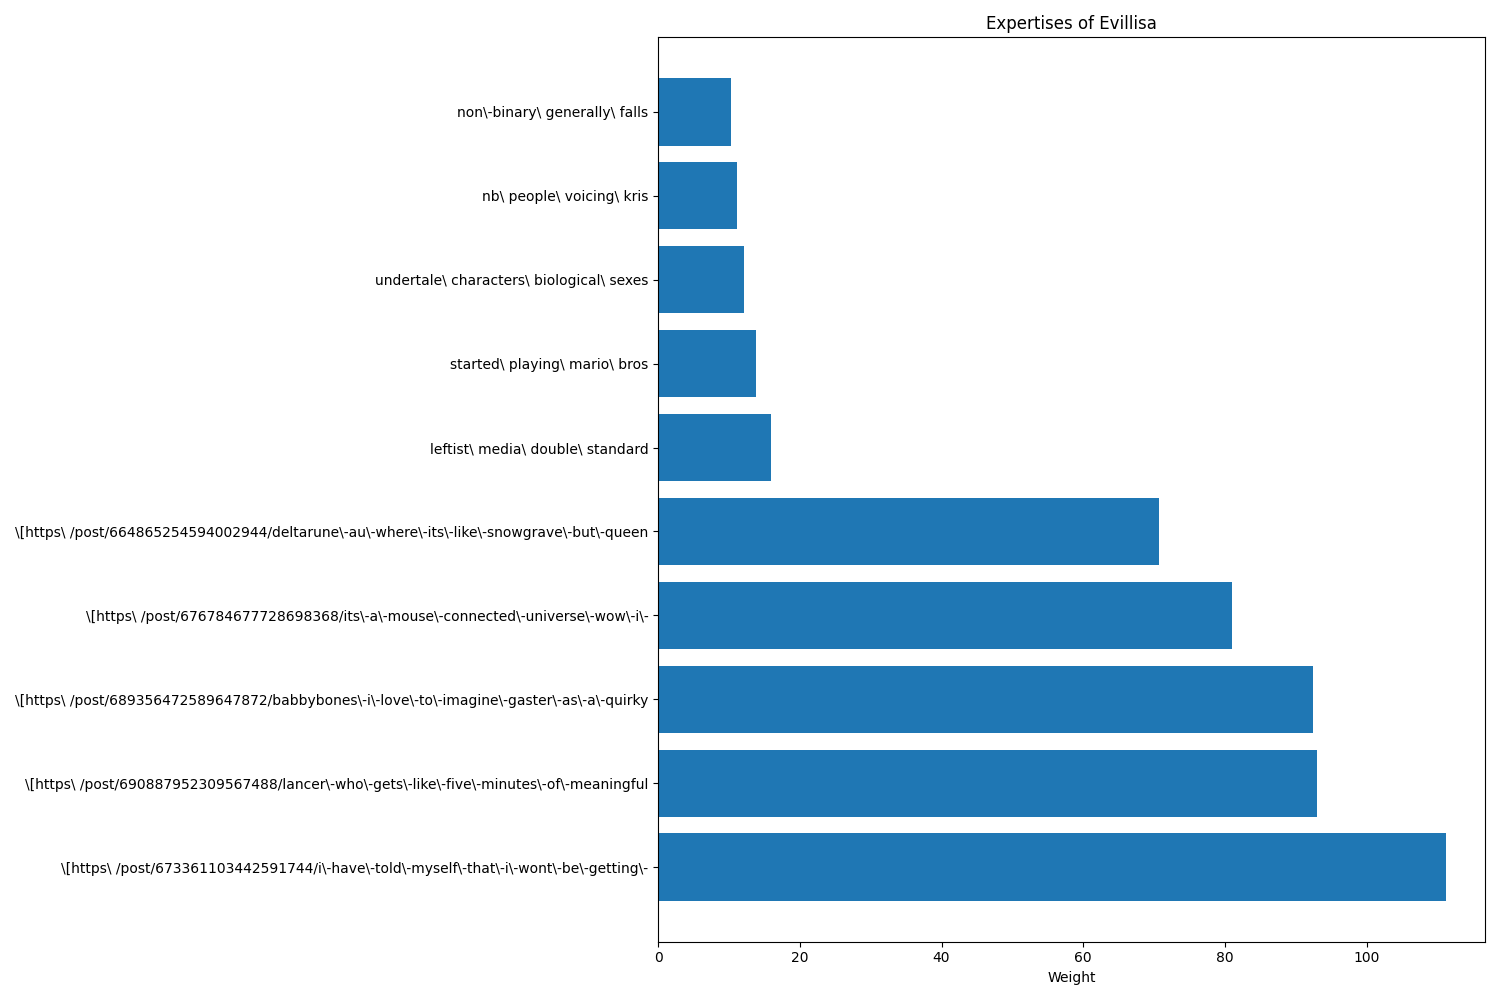 Expertises of Evillisa
non\-binary\ generally\ falls
nb\ people\ voicing\ kris
undertale\ characters\ biological\ sexes
started\ playing\ mario\ bros
leftist\ media\ double\ standard
\[https\ /post/664865254594002944/deltarune\-au\-where\-its\-like\-snowgrave\-but\-queen
\[https\ /post/676784677728698368/its\-a\-mouse\-connected\-universe\-wow\-i\-
\[https\ /post/689356472589647872/babbybones\-i\-love\-to\-imagine\-gaster\-as\-a\-quirky
\[https\ /post/690887952309567488/lancer\-who\-gets\-like\-five\-minutes\-of\-meaningful
\[https\ /post/673361103442591744/i\-have\-told\-myself\-that\-i\-wont\-be\-getting\-
0 20 40 60 80 100
Weight